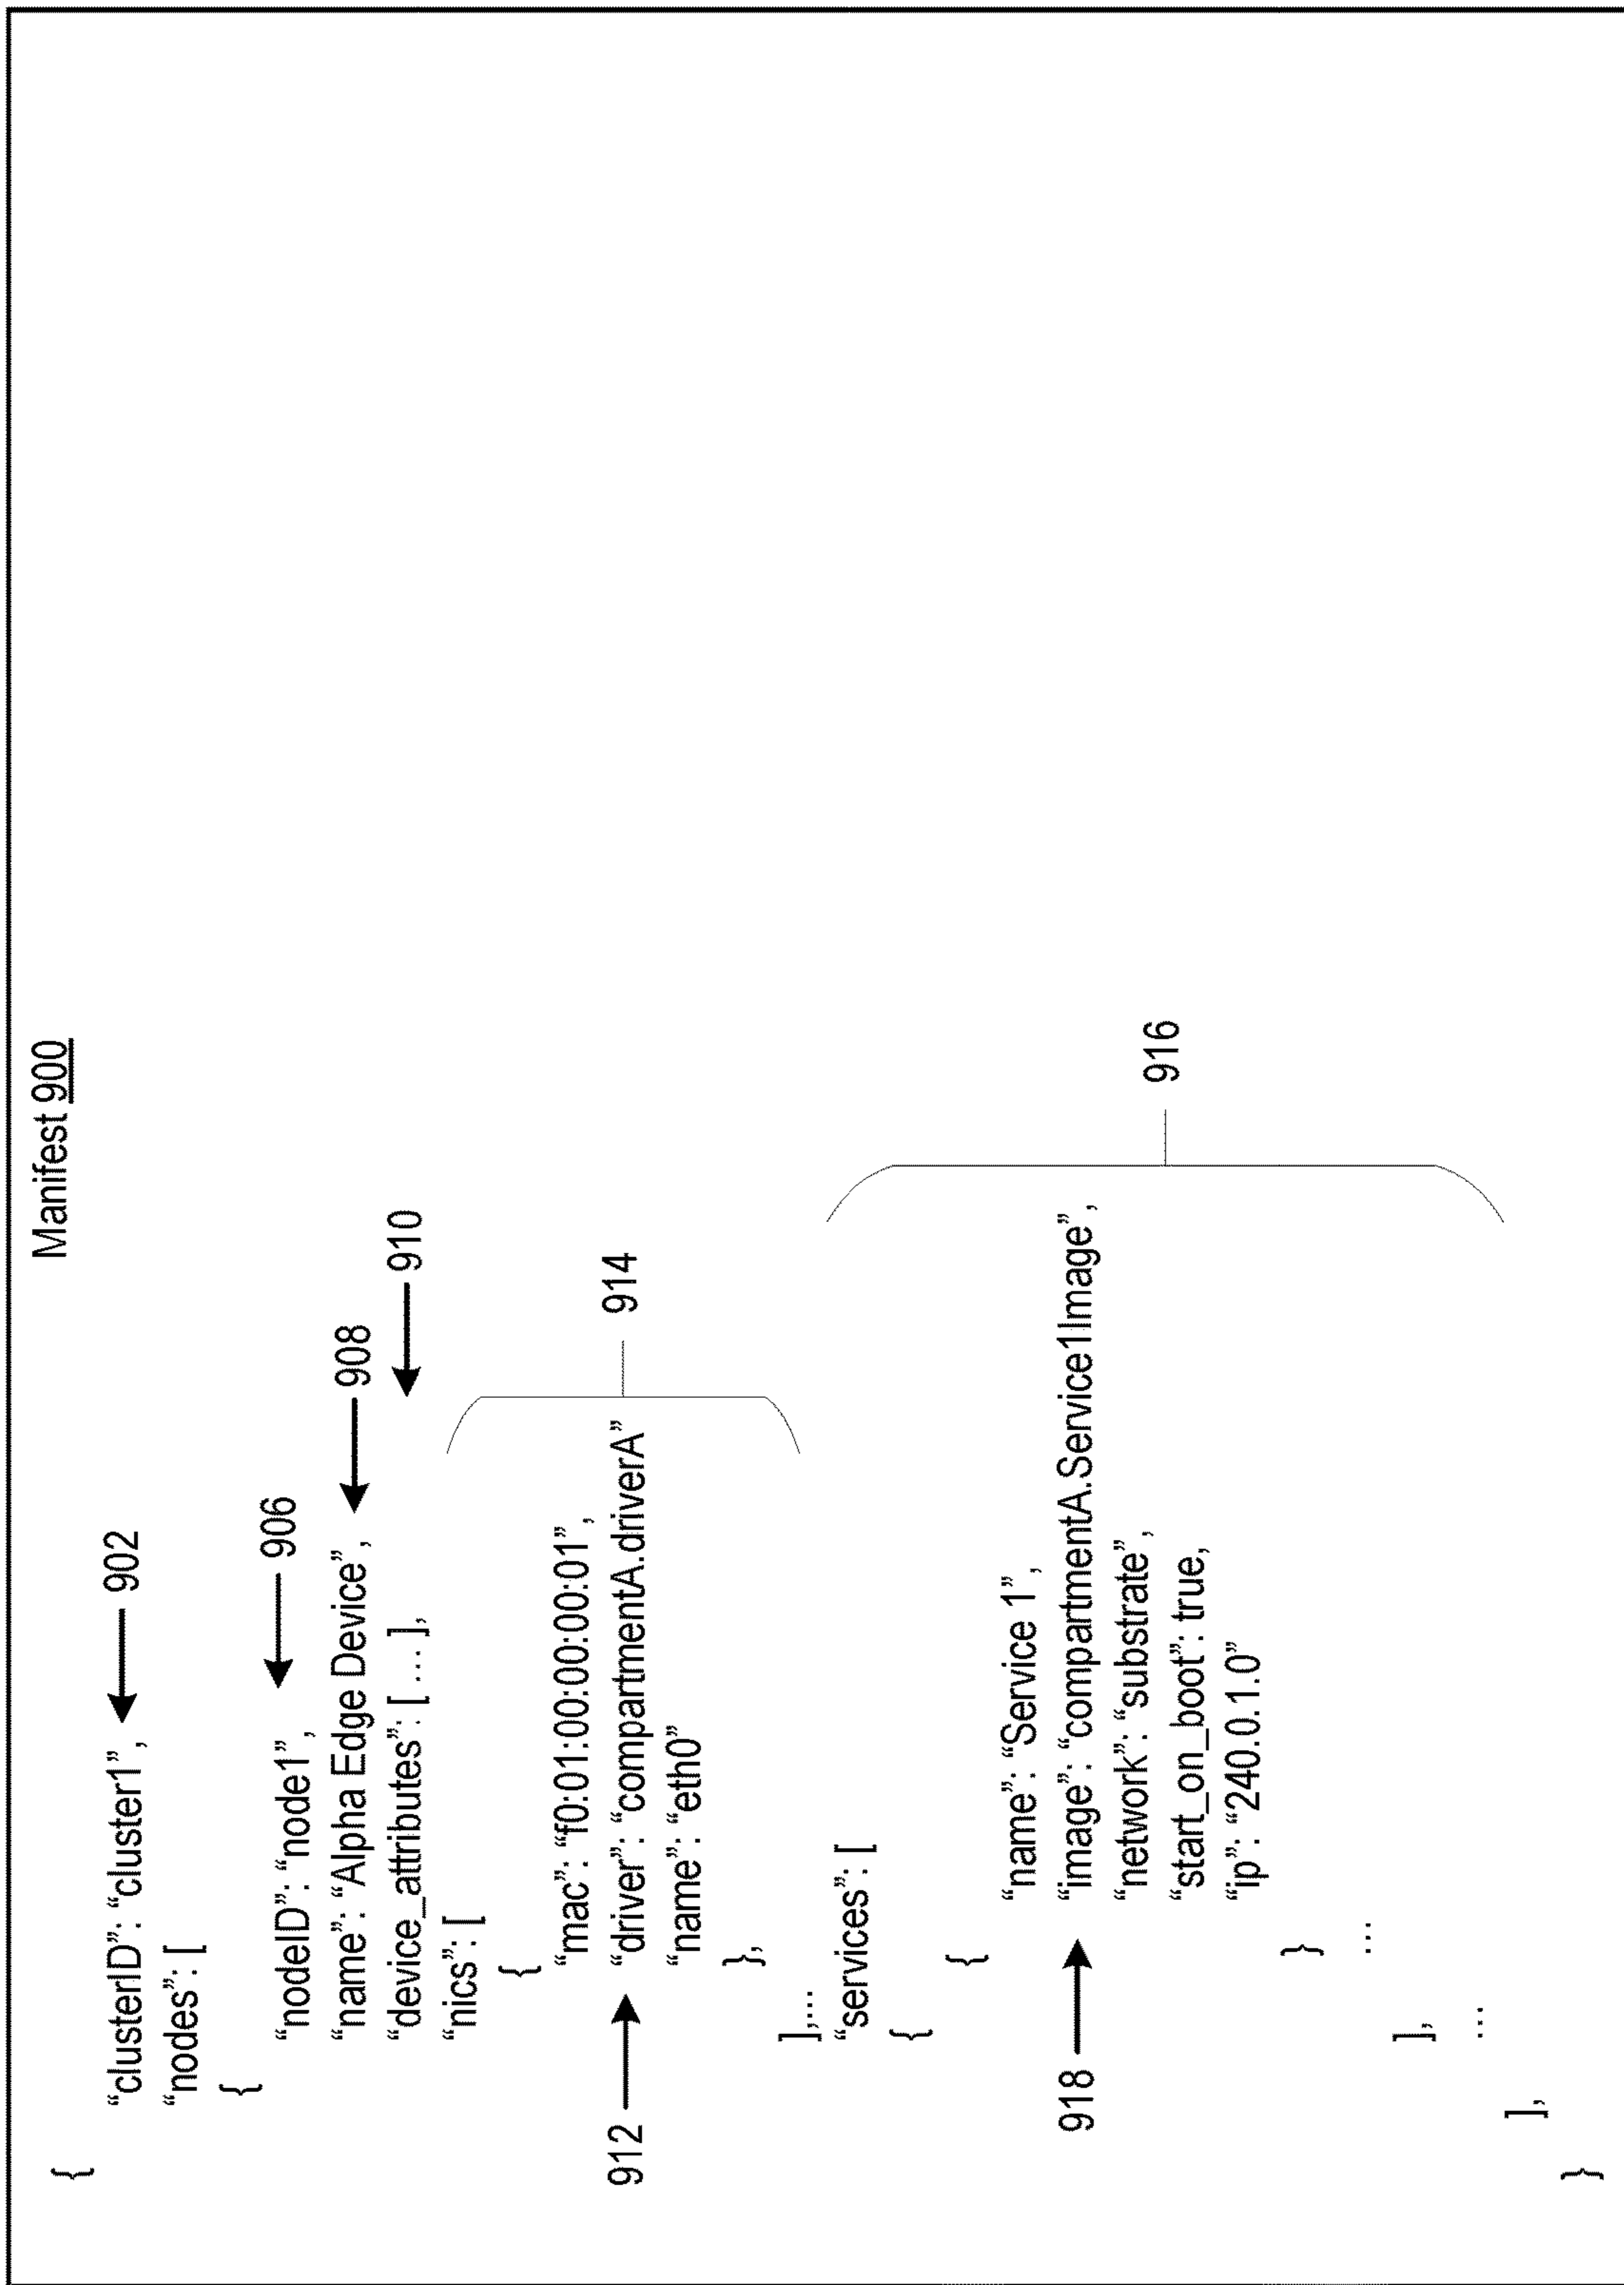 Manifest 900
{
“clusterID”: “cluster1”, 902
“nodes”: [
{
“nodeID”: “node1”, 906
“name”: “Alpha Edge Device”, 908
“device_attributes”: [ … ], 910
“nics”: [
{
“mac”: “f0:01:00:00:00:01”,
912 “driver”: “compartmentA.driverA” 914
“name”: “eth0”
},
],…
“services”: [
{
{
“name”: “Service 1”,
918 “image”: “compartmentA.Service1Image”,
“network”: “substrate”, 916
“start_on_boot”: true,
“ip”: “240.0.1.0”
}
…
],
…
],
}